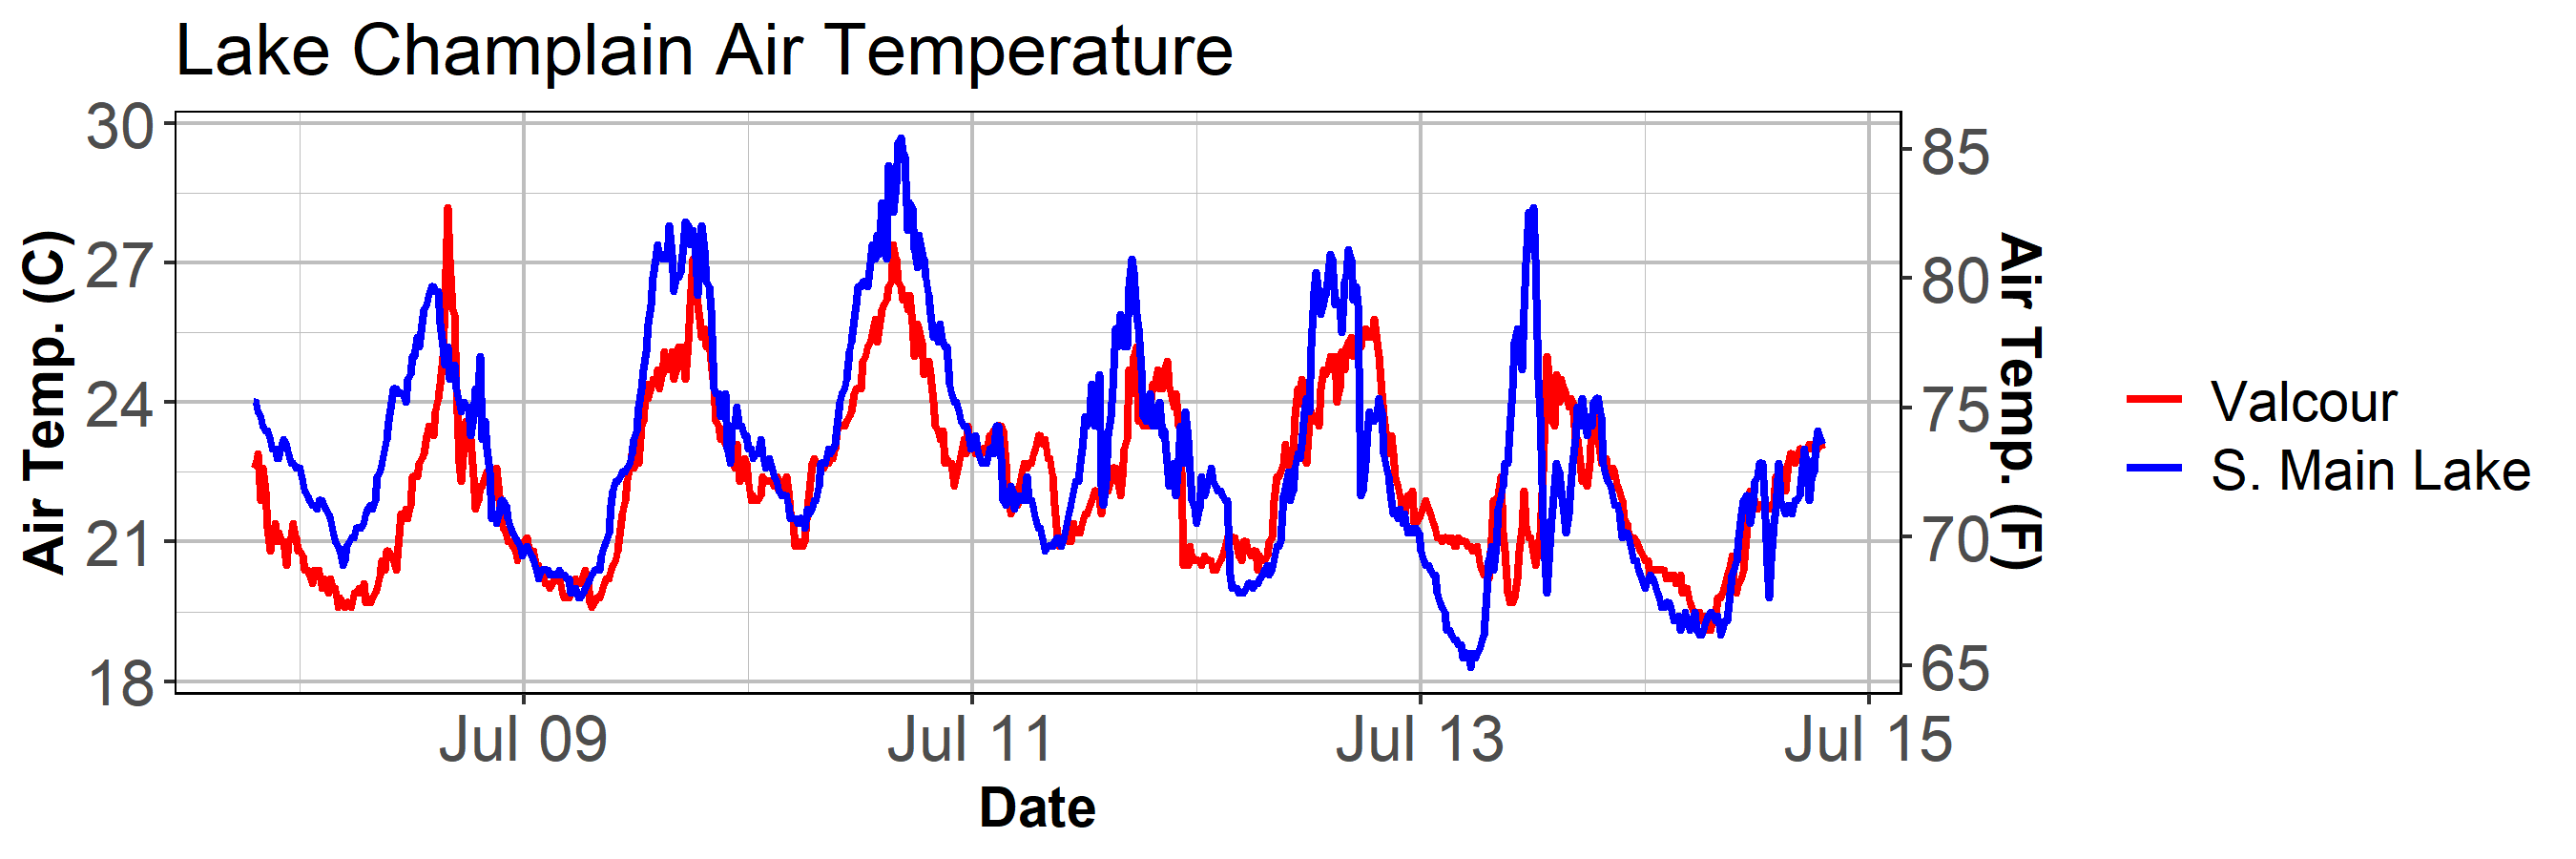 Lake Champlain Air Temperature
Air Temp. (C)
30
27
24
21
18
85
80
75
70
65
Air Temp. (F)
Jul 09
Jul 11
Jul 13
Jul 15
Date
Valcour
S. Main Lake